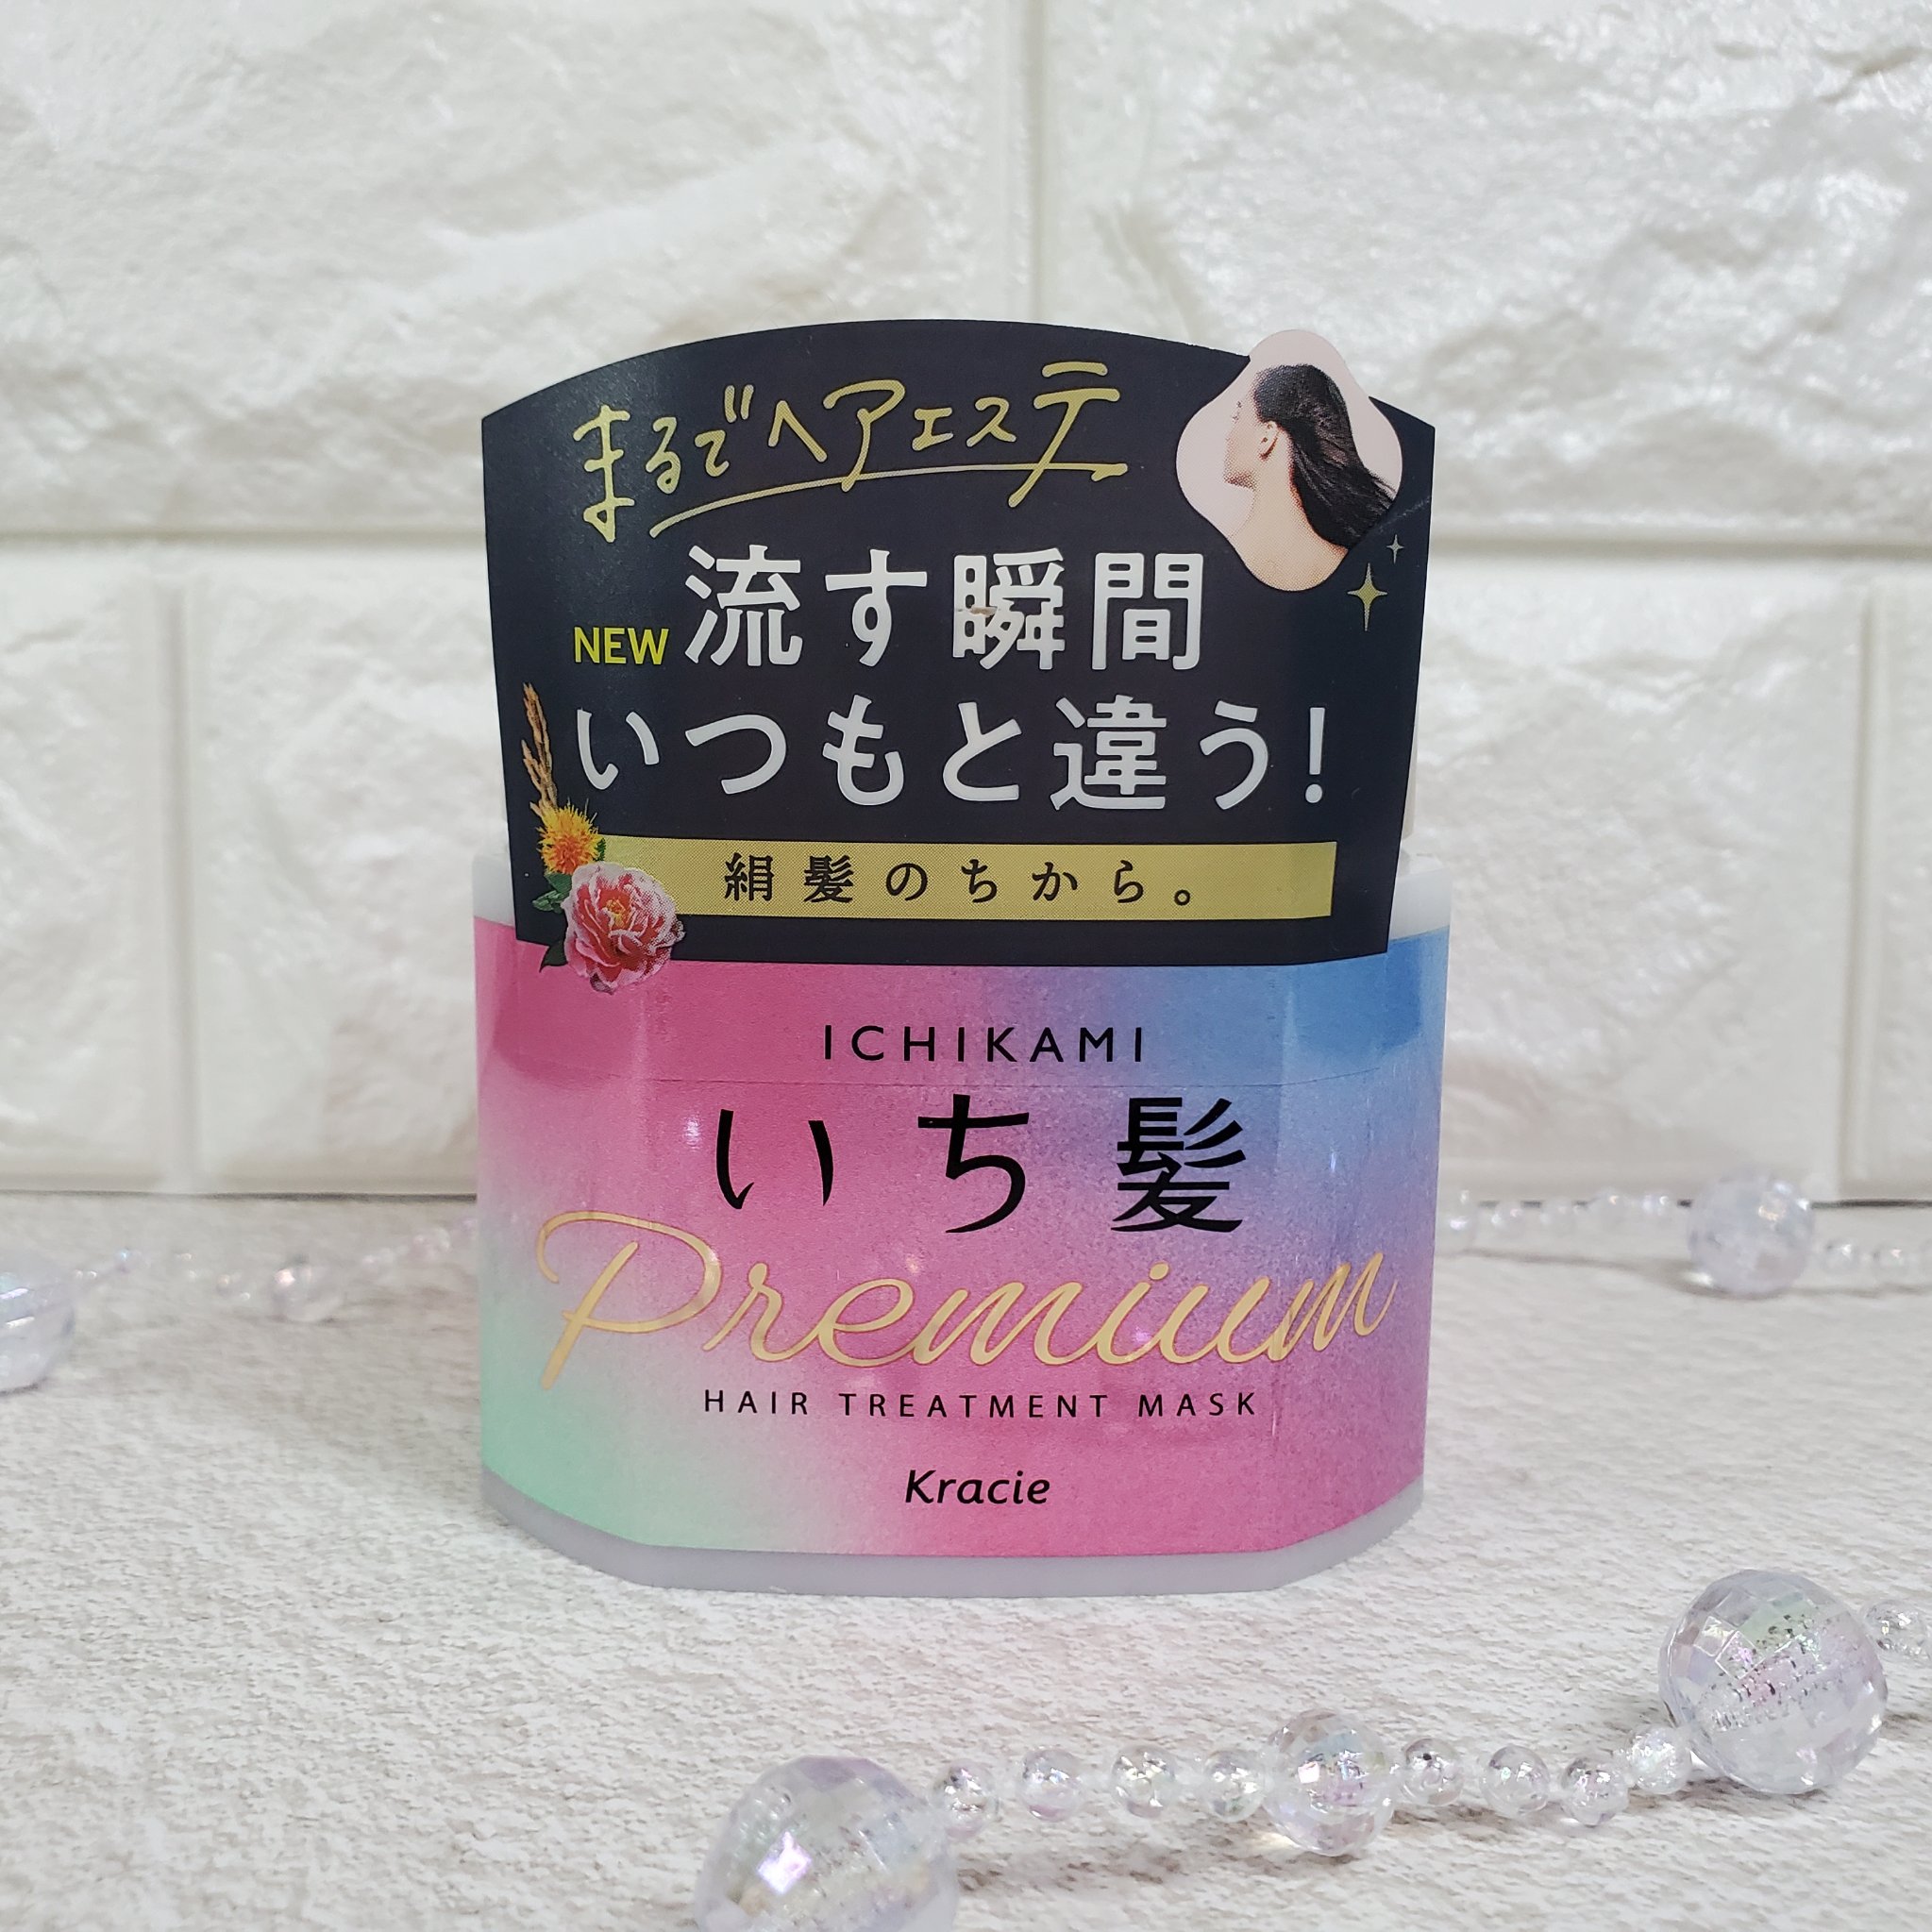 まるでヘアエステ
NEW 流す瞬間
いつもと違う!
絹髪のちから。
ICHIKAMI
いち髪
Premium
HAIR TREATMENT MASK
Kracie